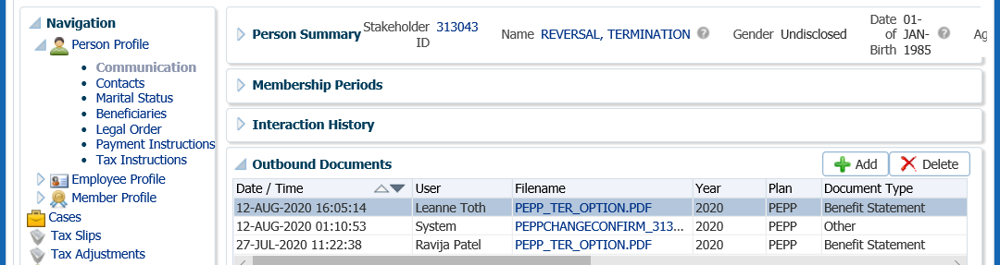 Navigation
Person Profile
Communication
Contacts
Marital Status
Beneficiaries
Legal Order
Payment Instructions
Tax Instructions
Employee Profile
Member Profile
Cases
Tax Slips
Tax Adjustments
Person Summary Stakeholder ID 313043 Name REVERSAL, TERMINATION Gender Undisclosed Date of Birth 01-JAN-1985 Ag
Membership Periods
Interaction History
Outbound Documents Add Delete
Date / Time User Filename Year Plan Document Type
12-AUG-2020 16:05:14 Leanne Toth PEPP_TER_OPTION.PDF 2020 PEPP Benefit Statement
12-AUG-2020 01:10:53 System PEPPCHANGECONFIRM_313... 2020 PEPP Other
27-JUL-2020 11:22:38 Ravija Patel PEPP_TER_OPTION.PDF 2020 PEPP Benefit Statement